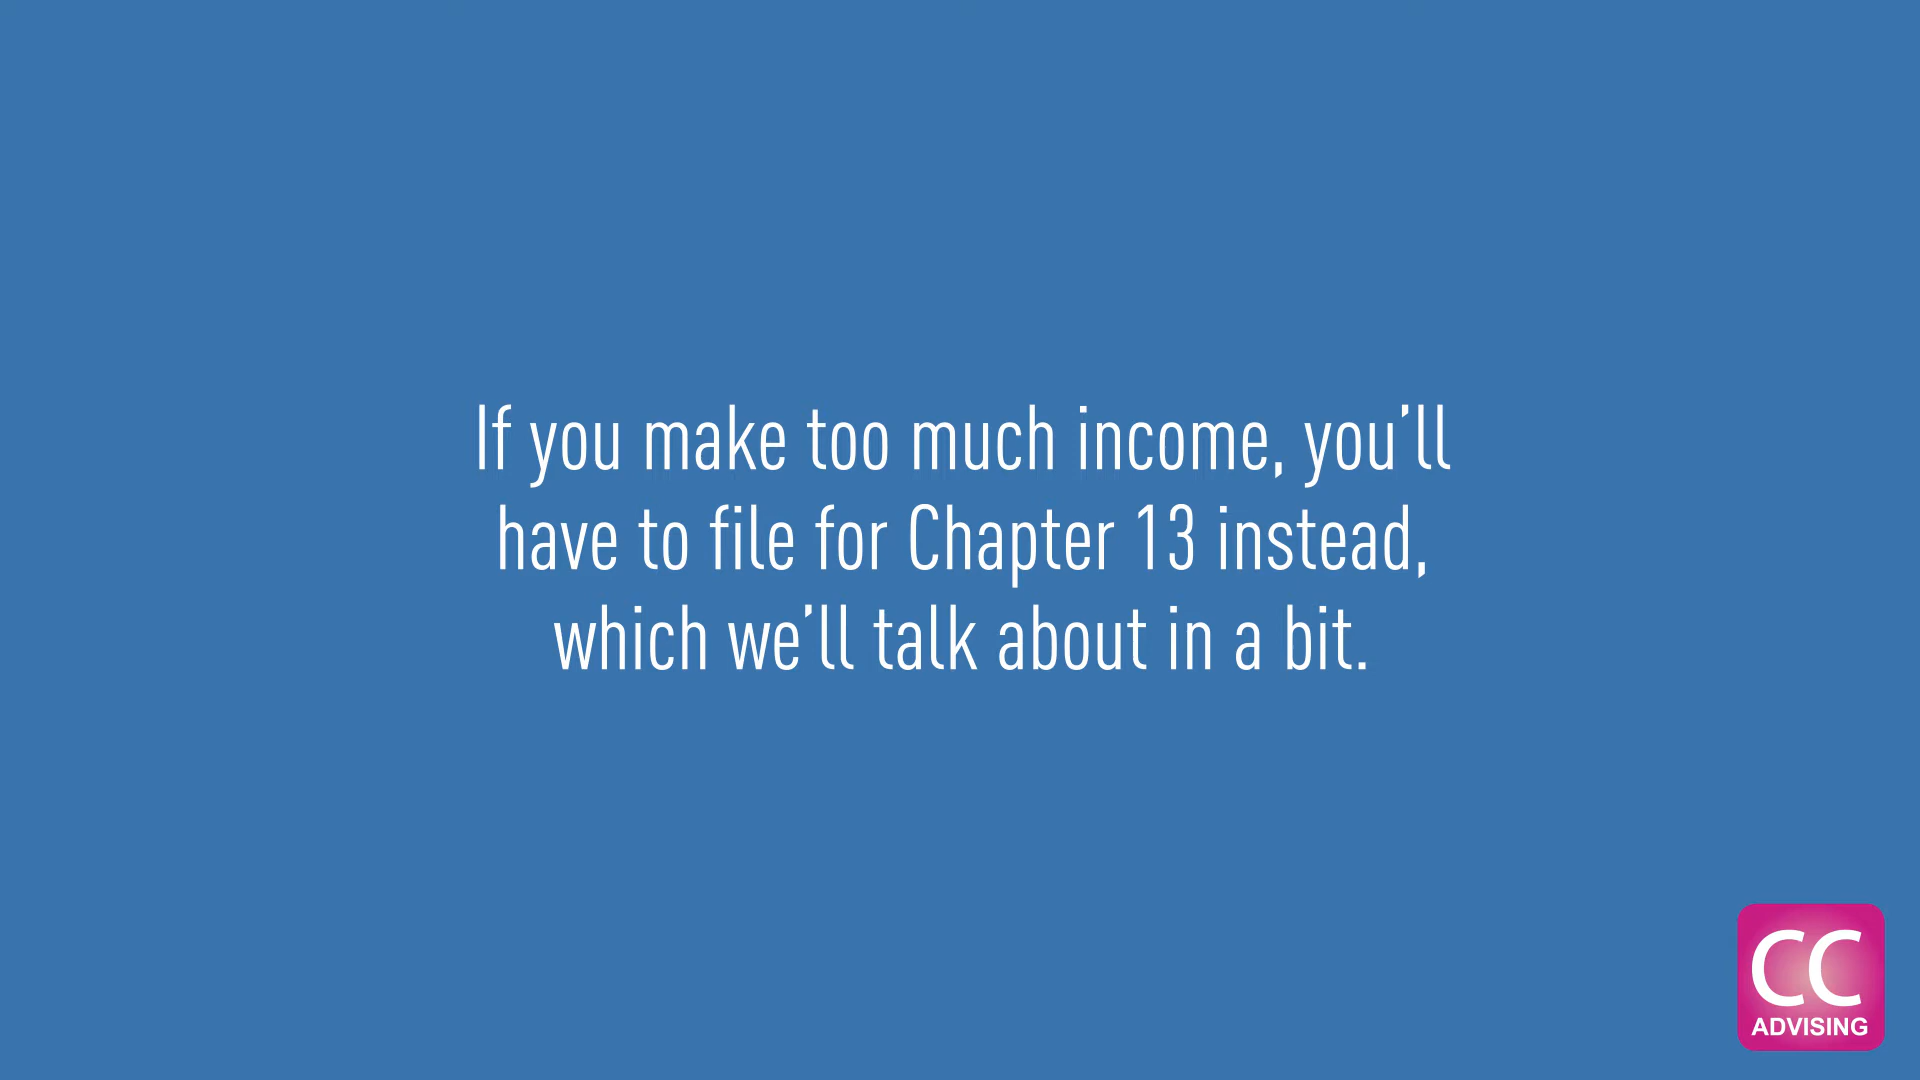 If you make too much income, you'll
have to file for Chapter 13 instead,
which we'll talk about in a bit.
CC
ADVISING